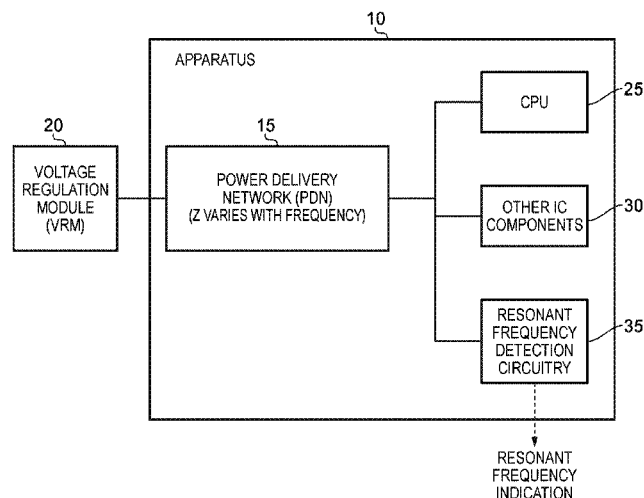 10
APPARATUS
20
VOLTAGE
REGULATION
MODULE
(VRM)
15
POWER DELIVERY
NETWORK (PDN)
(Z VARIES WITH FREQUENCY)
25
CPU
30
OTHER IC
COMPONENTS
35
RESONANT
FREQUENCY
DETECTION
CIRCUITRY
RESONANT
FREQUENCY
INDICATION